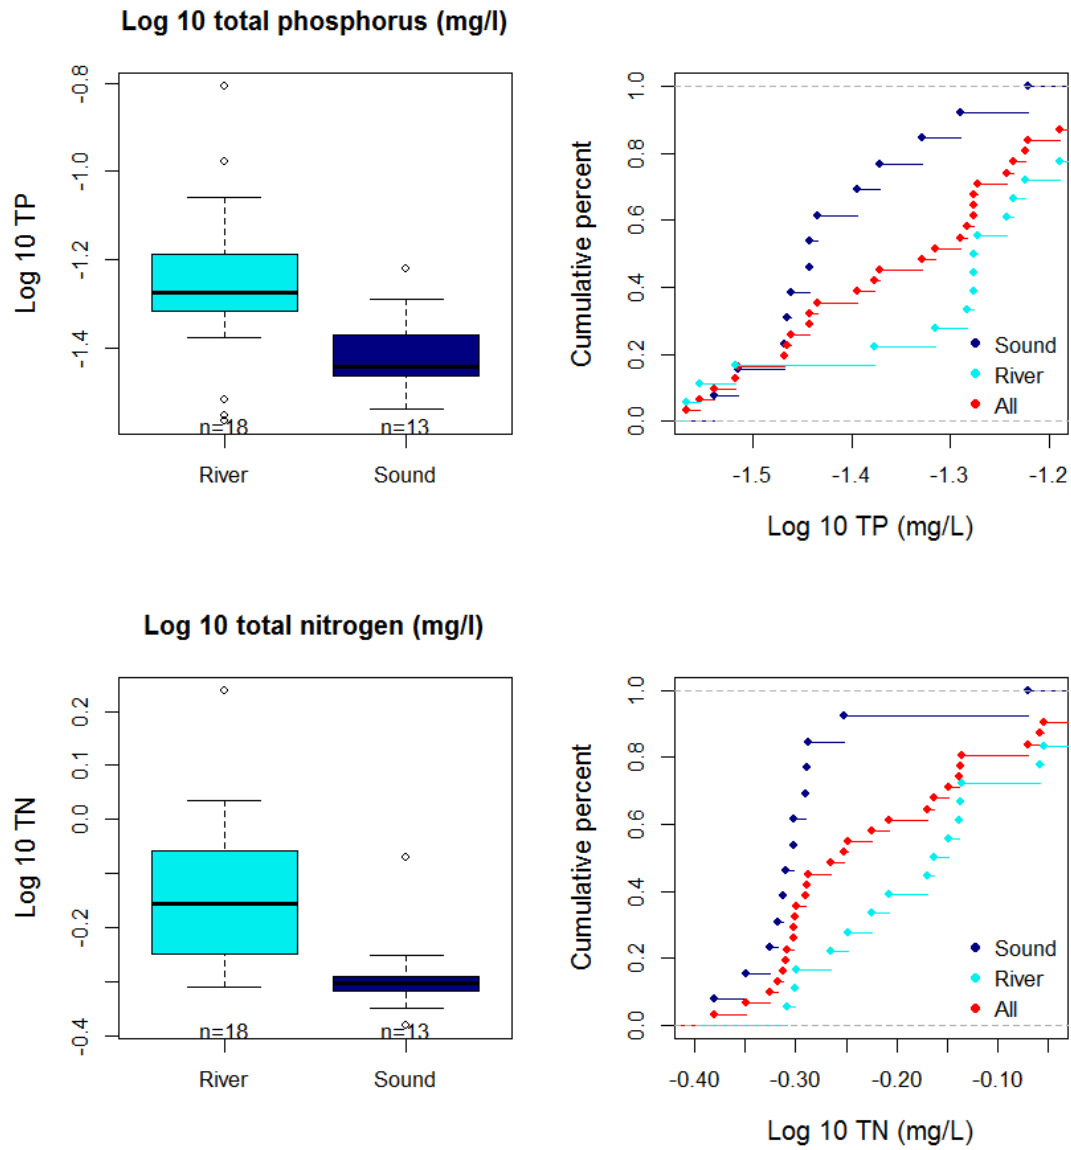 Log 10 total phosphorus (mg/l)
Log 10 TP
-0.8
-1.0
-1.2
-1.4
n=18
n=13
River
Sound
Cumulative percent
1.0
0.8
0.6
0.4
0.2
0.0
Sound
River
All
-1.5
-1.4
-1.3
-1.2
Log 10 TP (mg/L)
Log 10 total nitrogen (mg/l)
Log 10 TN
0.2
0.1
0.0
-0.2
-0.4
n=18
n=13
River
Sound
Cumulative percent
1.0
0.8
0.6
0.4
0.2
0.0
Sound
River
All
-0.40
-0.30
-0.20
-0.10
Log 10 TN (mg/L)